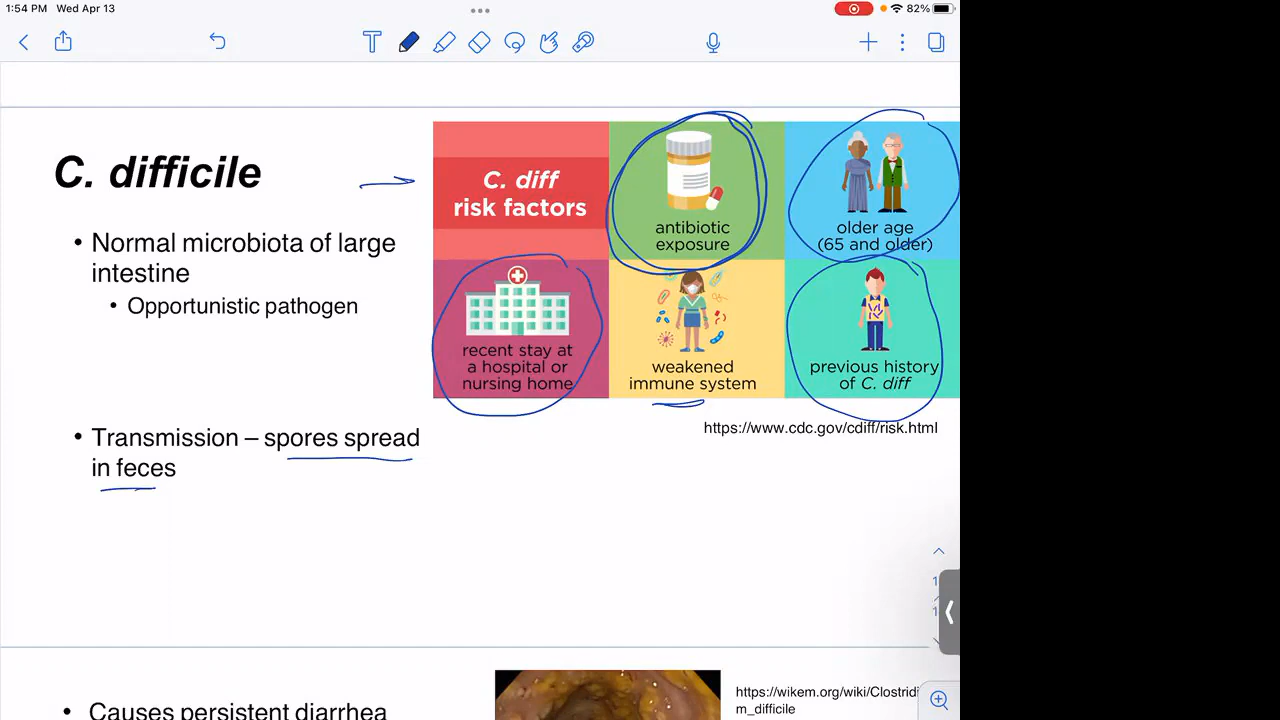 1:54 PM Wed Apr 13
82%
C. difficile
• Normal microbiota of large
intestine
• Opportunistic pathogen
• Transmission – spores spread
in feces
C. diff
risk factors
antibiotic
exposure
older age
(65 and older)
recent stay at
a hospital or
nursing home
weakened
immune system
previous history
of C. diff
https://www.cdc.gov/cdiff/risk.html
• Causes persistent diarrhea
https://wikem.org/wiki/Clostridi
m_difficile